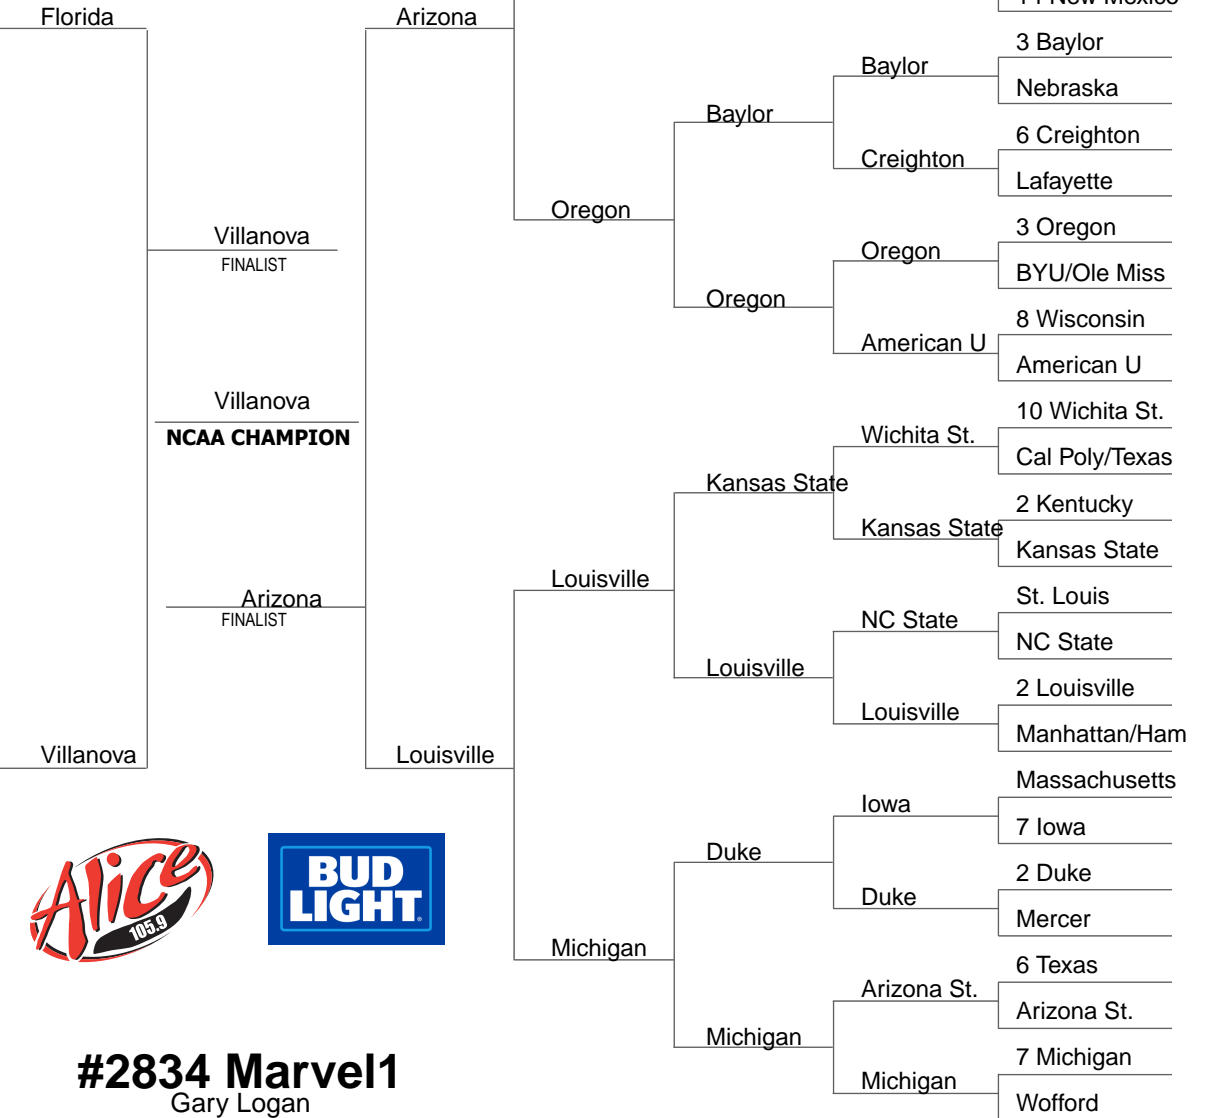 Florida
Arizona
3 Baylor
Baylor
Nebraska
Baylor
6 Creighton
Creighton
Lafayette
Oregon
3 Oregon
Villanova
FINALIST
Oregon
BYU/Ole Miss
Oregon
8 Wisconsin
American U
American U
Villanova
NCAA CHAMPION
10 Wichita St.
Wichita St.
Cal Poly/Texas
Kansas State
2 Kentucky
Kansas State
Kansas State
Louisville
Arizona
FINALIST
St. Louis
NC State
NC State
Louisville
2 Louisville
Louisville
Manhattan/Ham
Villanova
Louisville
Massachusetts
Iowa
7 Iowa
Duke
2 Duke
Duke
Mercer
Michigan
6 Texas
Arizona St.
Arizona St.
Michigan
7 Michigan
Michigan
Wofford
Alice
105.9
BUD
LIGHT
#2834 Marvel1
Gary Logan